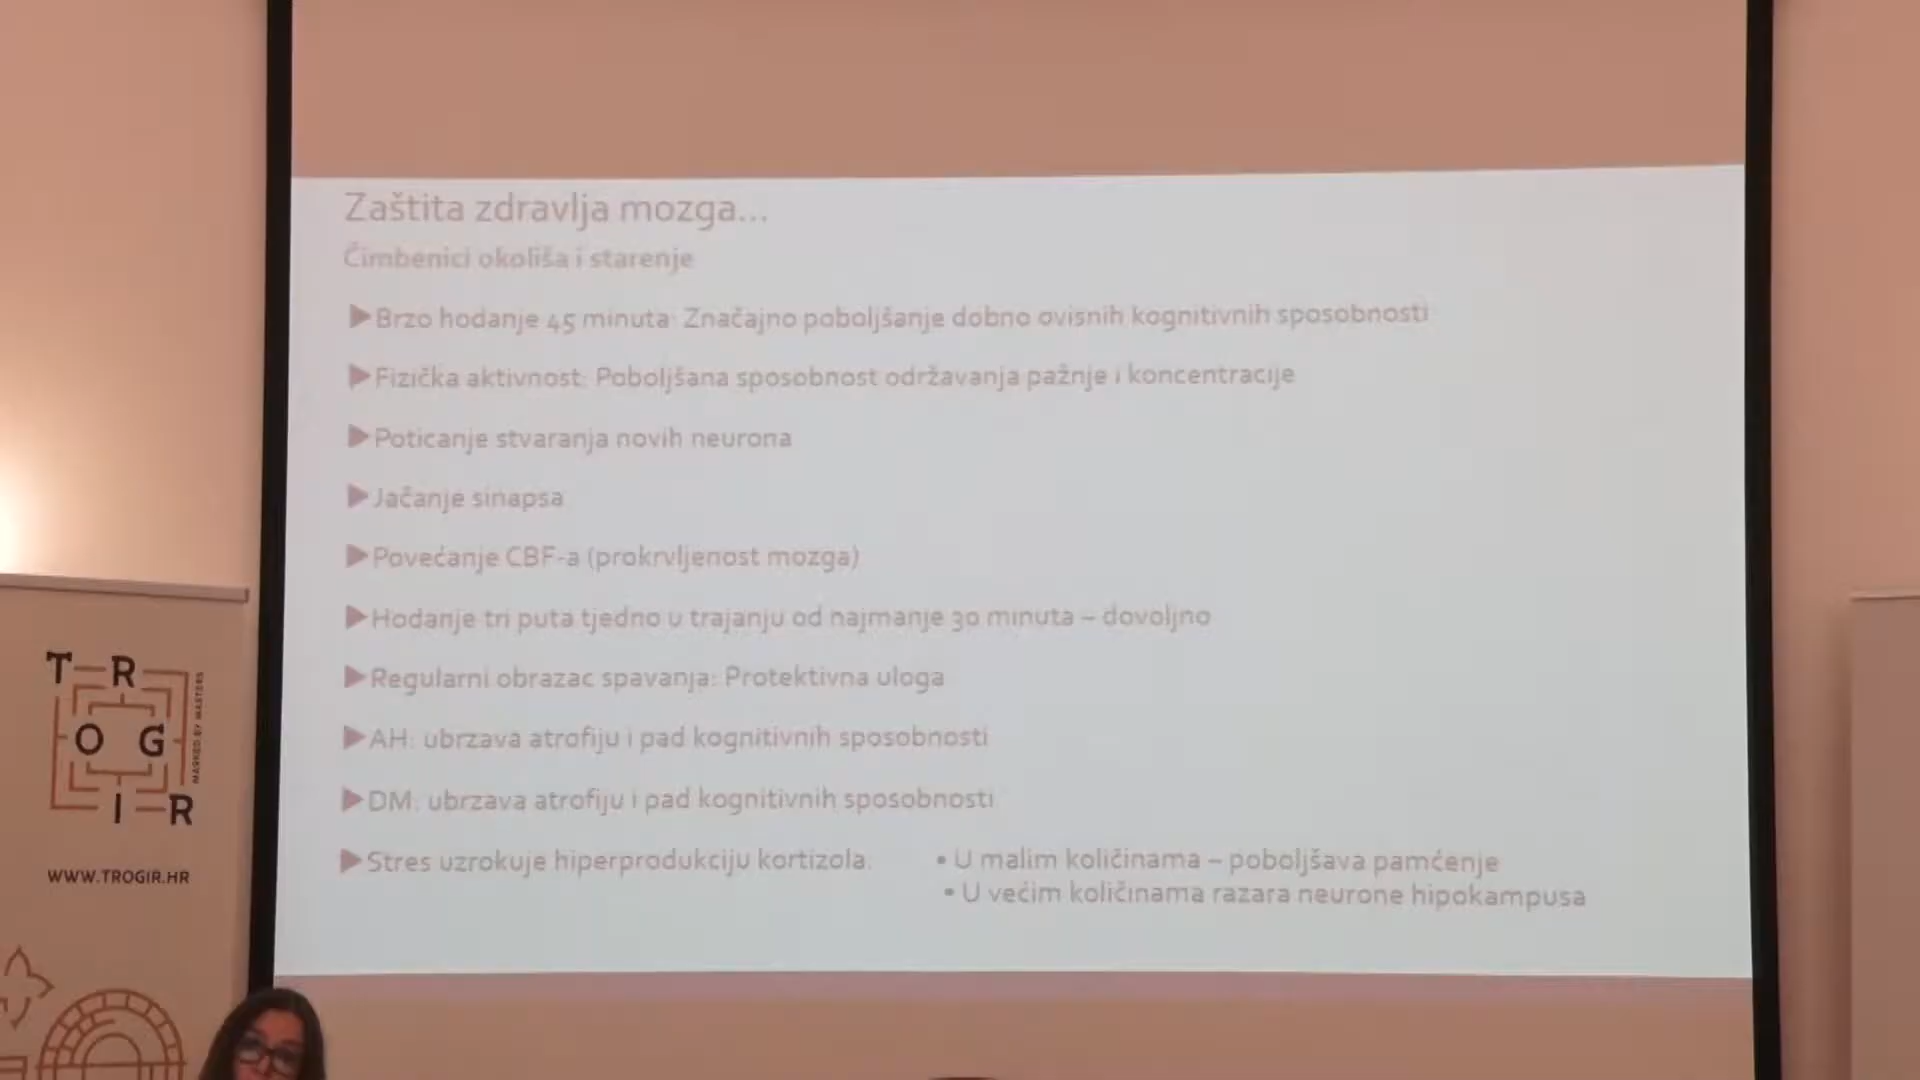 Zaštita zdravlja mozga...
Čimbenici okoliša i starenje
Brzo hodanje 45 minuta: Značajno poboljšanje dobno ovisnih kognitivnih sposobnosti
Fizička aktivnost: Poboljšana sposobnost održavanja pažnje i koncentracije
Poticanje stvaranja novih neurona
Jačanje sinapsa
Povećanje CBF-a (prokrvljenost mozga)
Hodanje tri puta tjedno u trajanju od najmanje 30 minuta – dovoljno
Regularni obrazac spavanja: Protektivna uloga
AH: ubrzava atrofiju i pad kognitivnih sposobnosti
DM: ubrzava atrofiju i pad kognitivnih sposobnosti
Stres uzrokuje hiperprodukciju kortizola:
• U malim količinama – poboljšava pamćenje
• U većim količinama razara neurone hipokampusa
T R
O G
I R
MARKED BY MASTERS
WWW.TROGIR.HR